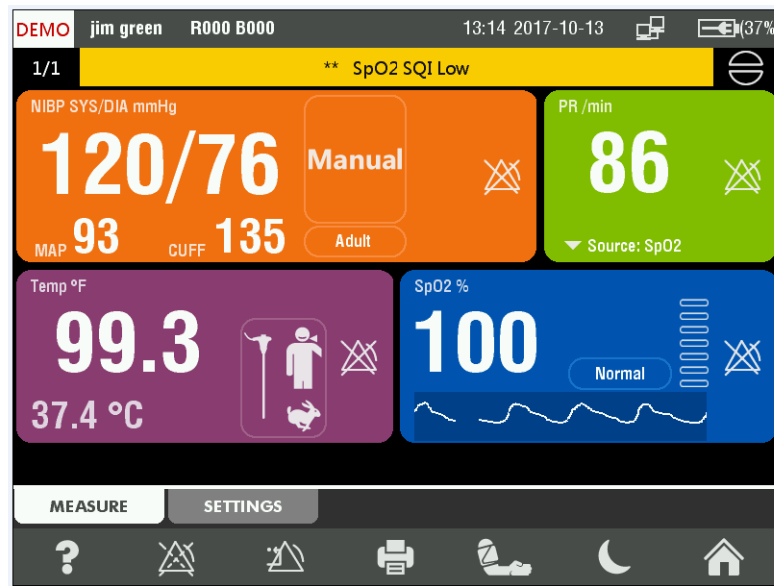 DEMO jim green R000 B000 13:14 2017-10-13 (37%
1/1 ** SpO2 SQI Low
NIBP SYS/DIA mmHg
120/76
Manual
MAP 93 CUFF 135 Adult
PR /min
86
Source: SpO2
Temp °F
99.3
37.4 °C
SpO2 %
100
Normal
MEASURE SETTINGS
?